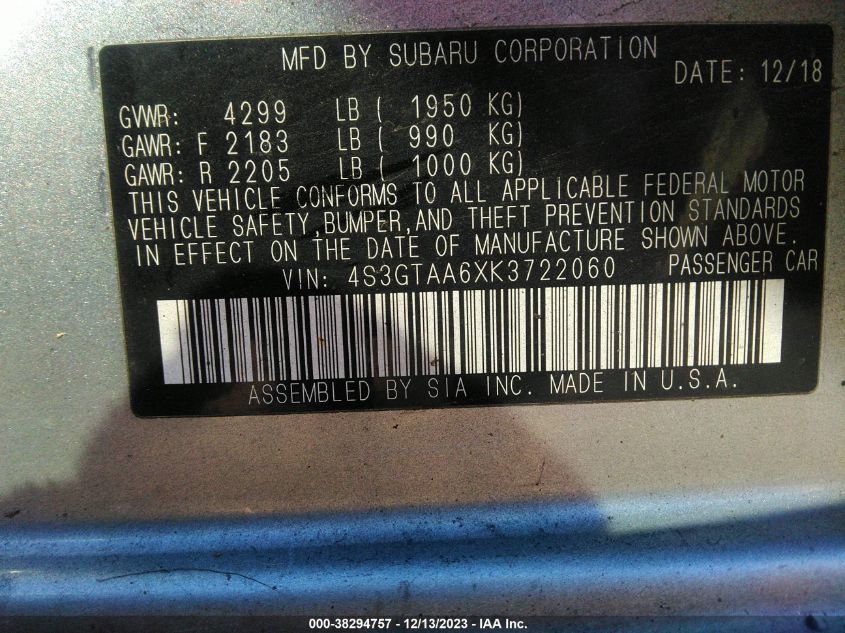 MFD BY SUBARU CORPORATION
DATE: 12/18
GVWR: 4299 LB ( 1950 KG)
GAWR: F 2183 LB ( 990 KG)
GAWR: R 2205 LB ( 1000 KG)
THIS VEHICLE CONFORMS TO ALL APPLICABLE FEDERAL MOTOR
VEHICLE SAFETY, BUMPER, AND THEFT PREVENTION STANDARDS
IN EFFECT ON THE DATE OF MANUFACTURE SHOWN ABOVE.
VIN: 4S3GTAA6XK3722060 PASSENGER CAR
ASSEMBLED BY SIA INC. MADE IN U.S.A.
000-38294757 - 12/13/2023 - IAA Inc.